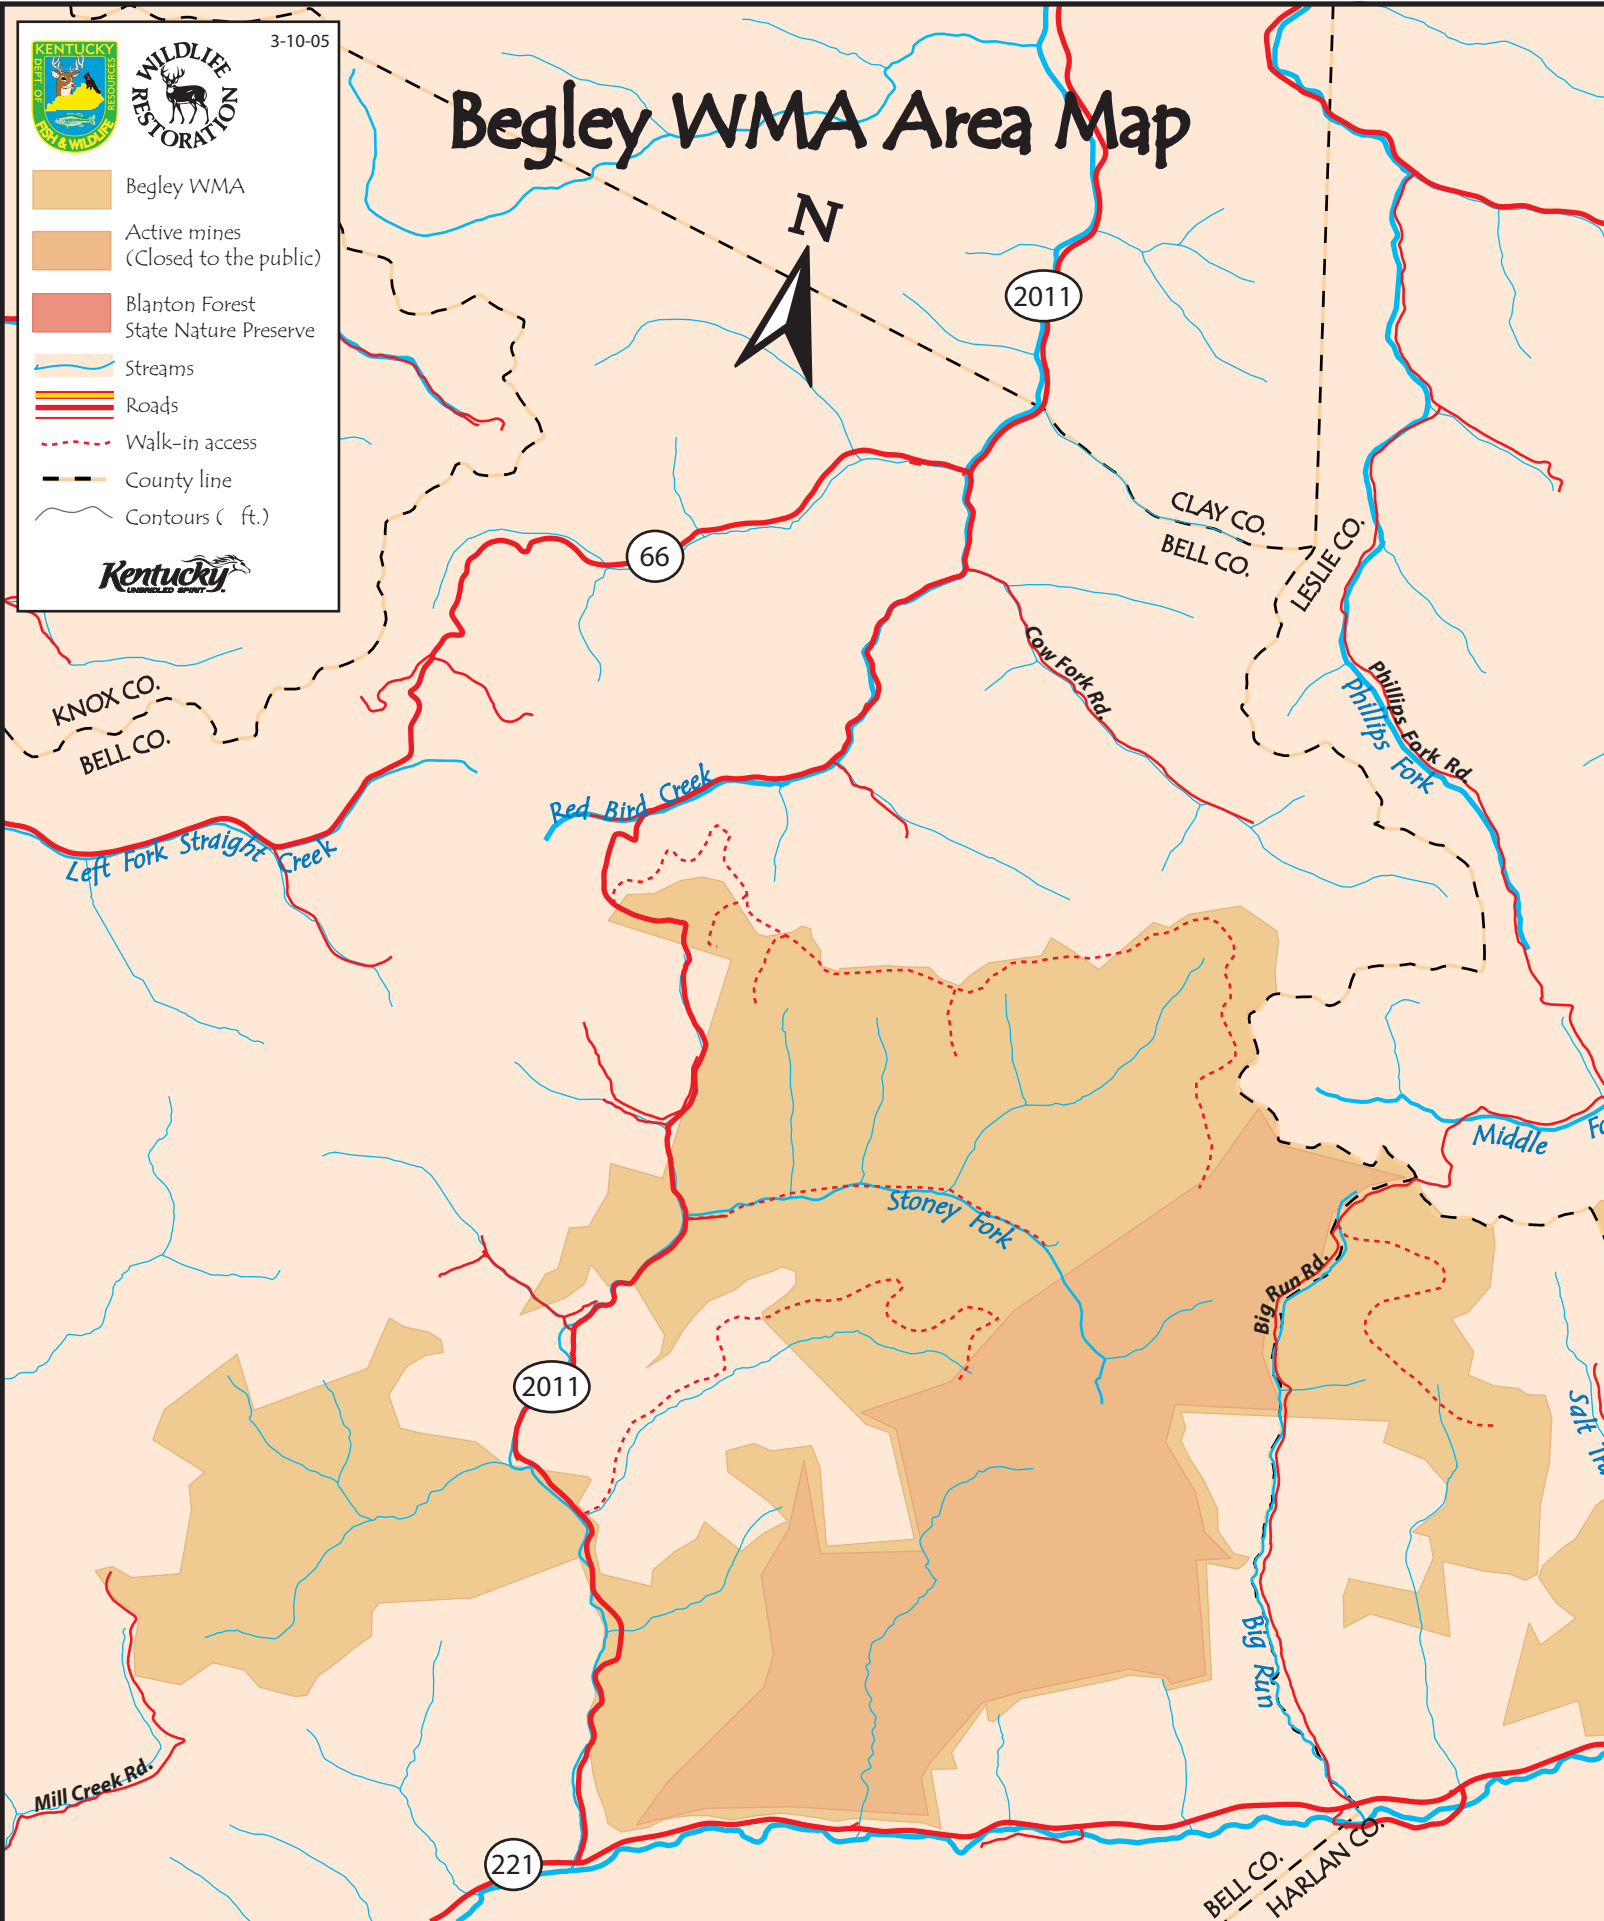 3-10-05
KENTUCKY
DEPT. OF
RESOURCES
FISH & WILDLIFE
WILDLIFE
RESTORATION
Begley WMA
Active mines
(Closed to the public)
Blanton Forest
State Nature Preserve
Streams
Roads
Walk-in access
County line
Contours ( ft.)
Kentucky
UNBRIDLED SPIRIT
Begley WMA Area Map
N
2011
66
CLAY CO.
BELL CO.
LESLIE CO.
Cow Fork Rd.
Phillips Fork Rd.
Phillips Fork
KNOX CO.
BELL CO.
Red Bird Creek
Left Fork Straight Creek
Middle Fo
Stoney Fork
Big Run Rd.
2011
Salt Tra
Big Run
Mill Creek Rd.
221
BELL CO.
HARLAN CO.